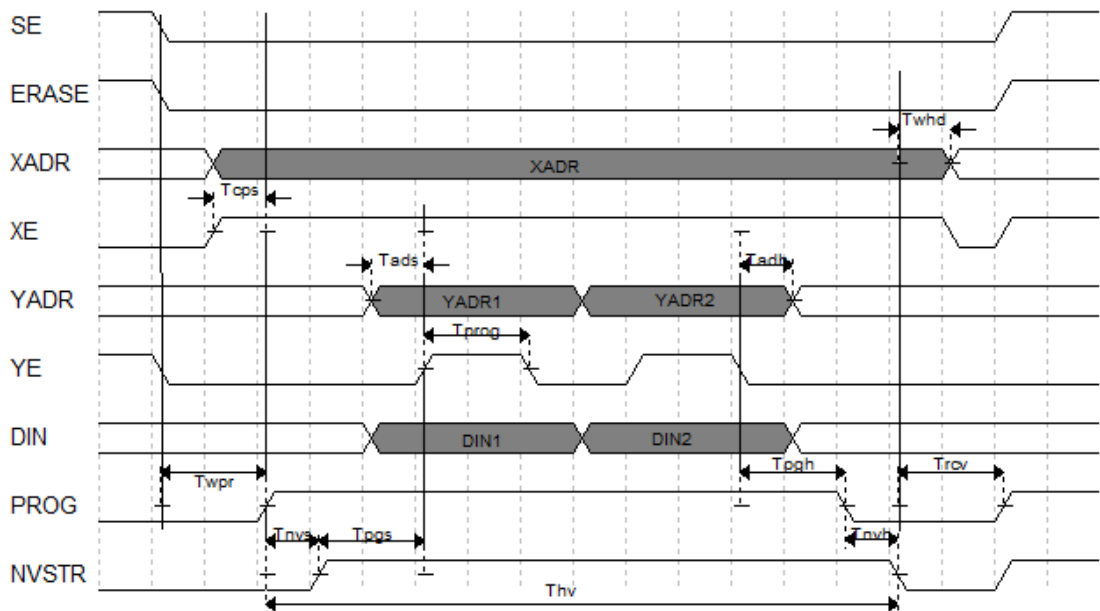 SE
ERASE
Twhd
XADR
XADR
Tcps
XE
Tads
Tadh
YADR
YADR1
YADR2
Tprog
YE
DIN
DIN1
DIN2
Twpr
Tpgh
Trcv
PROG
Tnvs
Tpgs
Tnvh
NVSTR
Thv